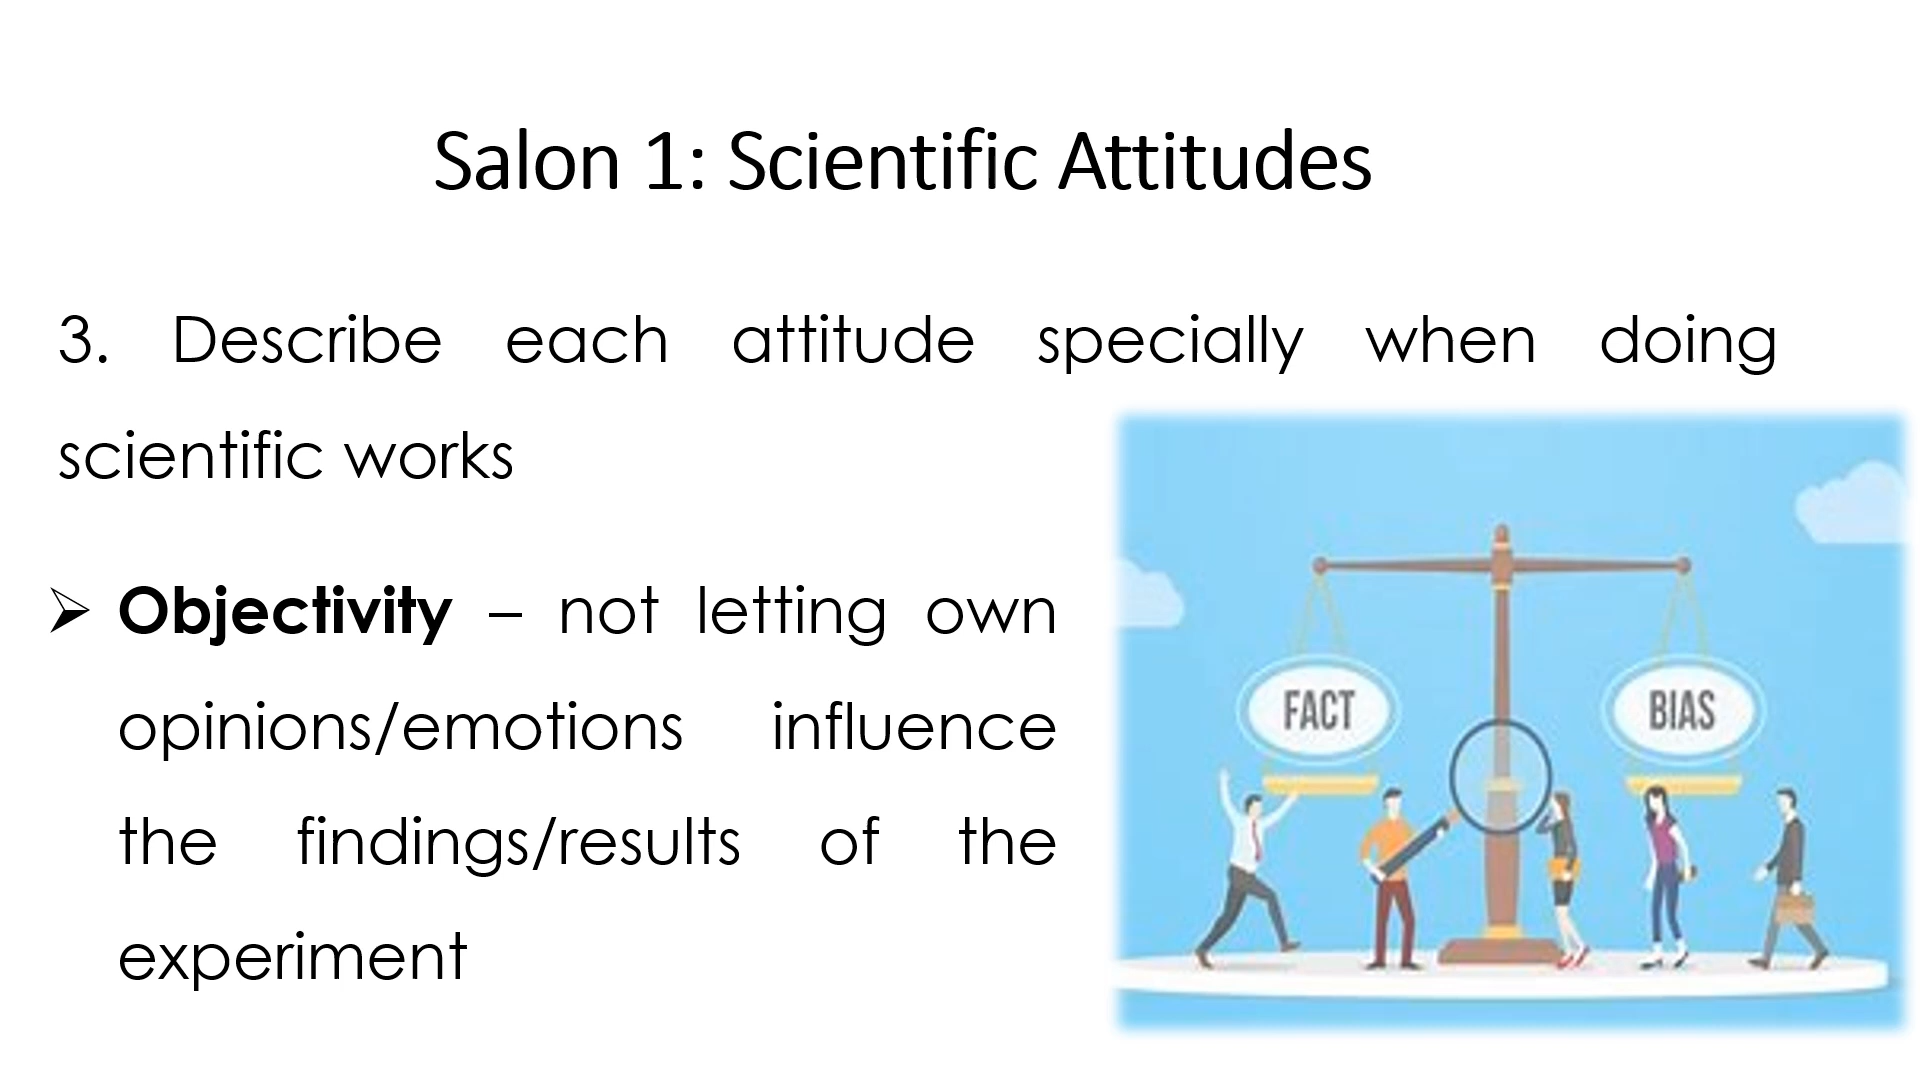 Salon 1: Scientific Attitudes
3. Describe each attitude specially when doing
scientific works
➢ Objectivity – not letting own
opinions/emotions influence
the findings/results of the
experiment
FACT
BIAS